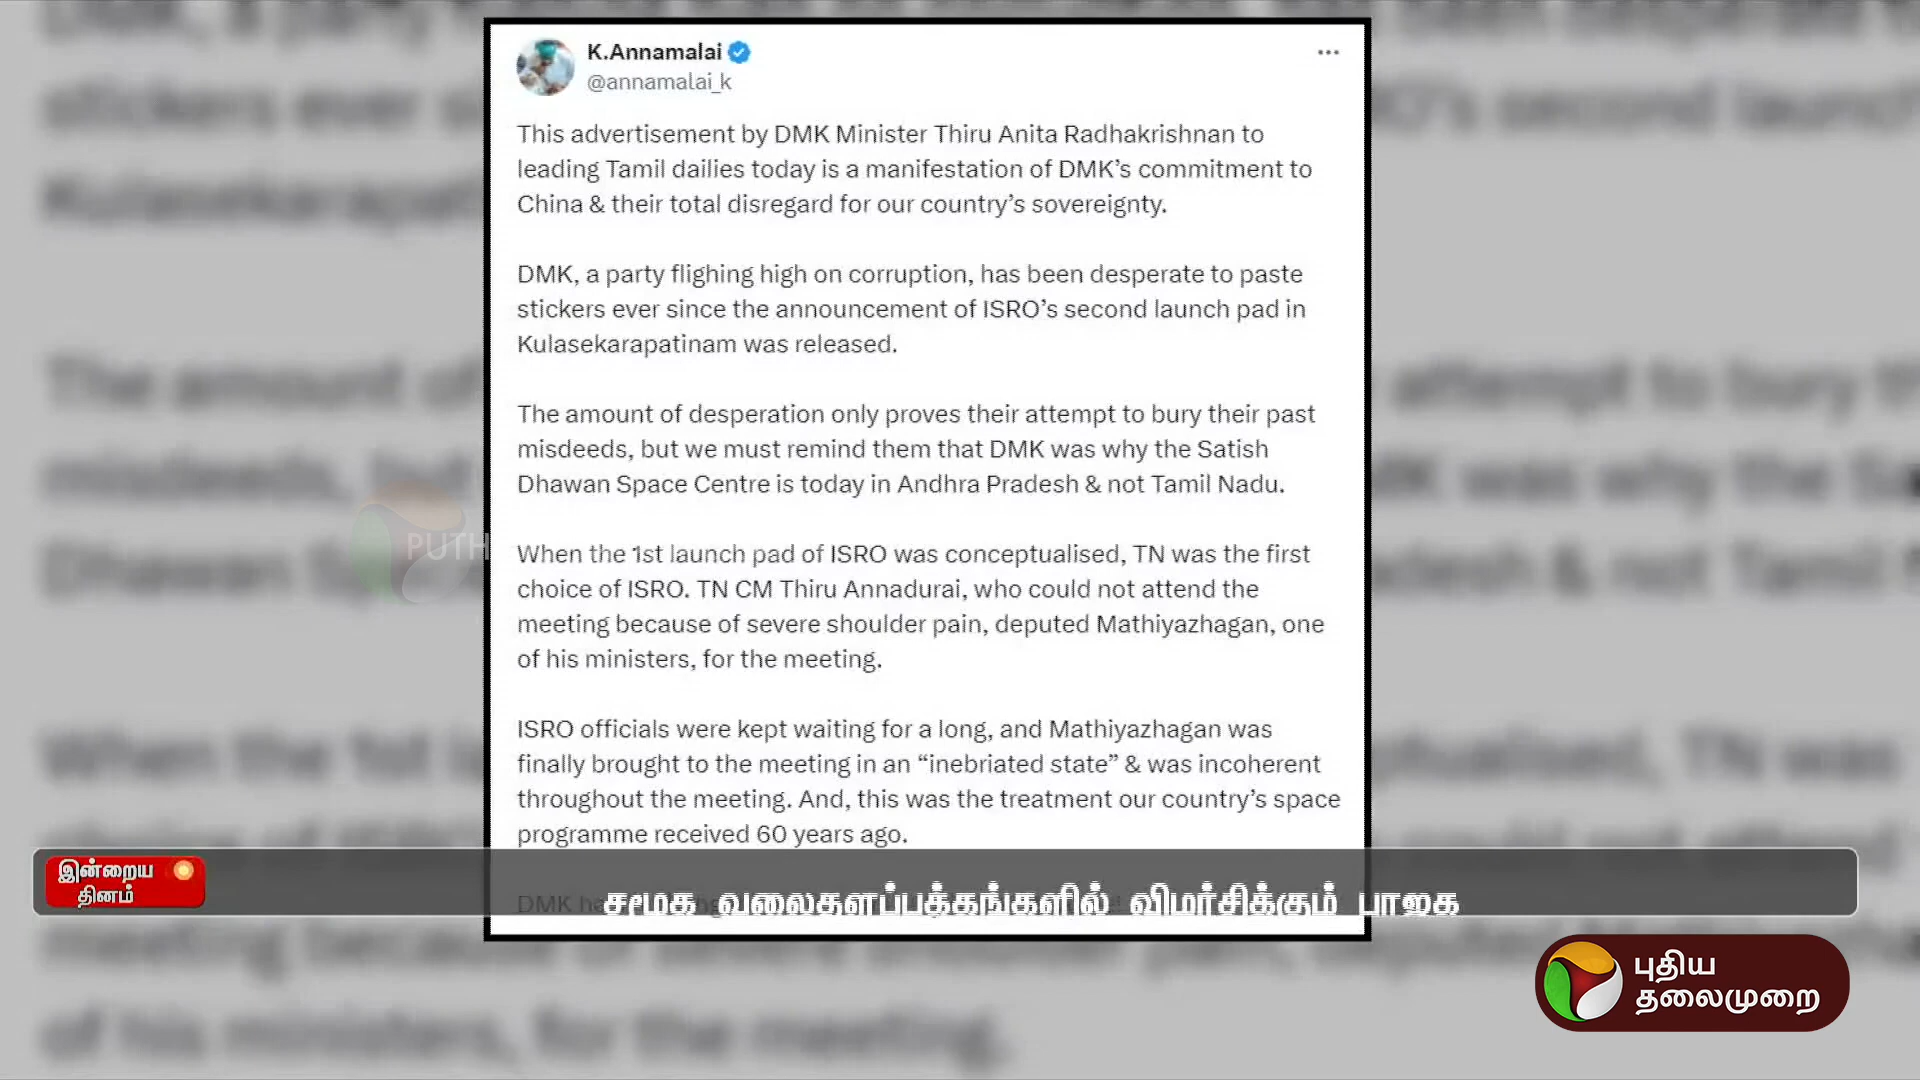 K.Annamalai
@annamalai_k
This advertisement by DMK Minister Thiru Anita Radhakrishnan to
leading Tamil dailies today is a manifestation of DMK’s commitment to
China & their total disregard for our country’s sovereignty.
DMK, a party flighing high on corruption, has been desperate to paste
stickers ever since the announcement of ISRO’s second launch pad in
Kulasekarapatinam was released.
The amount of desperation only proves their attempt to bury their past
misdeeds, but we must remind them that DMK was why the Satish
Dhawan Space Centre is today in Andhra Pradesh & not Tamil Nadu.
When the 1st launch pad of ISRO was conceptualised, TN was the first
choice of ISRO. TN CM Thiru Annadurai, who could not attend the
meeting because of severe shoulder pain, deputed Mathiyazhagan, one
of his ministers, for the meeting.
ISRO officials were kept waiting for a long, and Mathiyazhagan was
finally brought to the meeting in an “inebriated state” & was incoherent
throughout the meeting. And, this was the treatment our country’s space
programme received 60 years ago.
இன்றைய
தினம்
சமூக வலைதளப்பக்கங்களில் விமர்சிக்கும் பாஜக
DMK
PUTH
புதிய
தலைமுறை